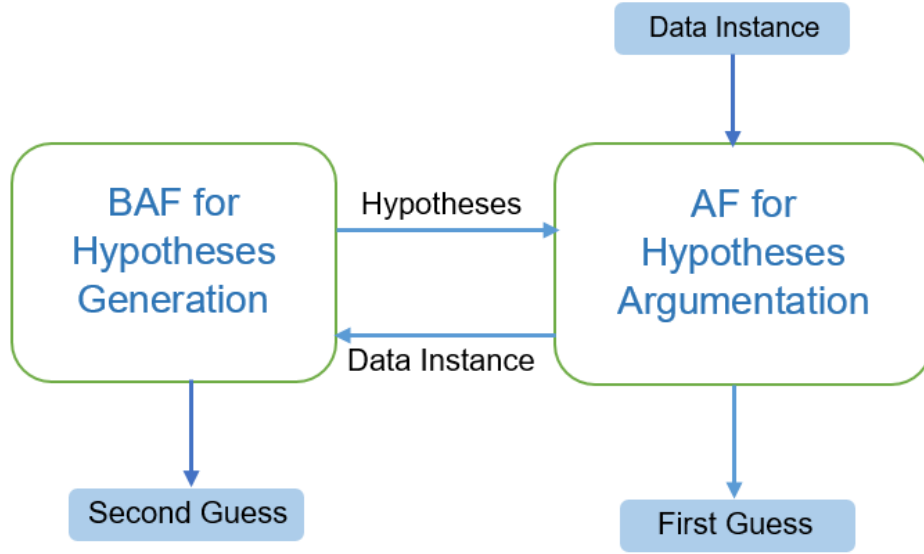 Data Instance
BAF for
Hypotheses
Generation
Hypotheses
Data Instance
AF for
Hypotheses
Argumentation
Second Guess
First Guess